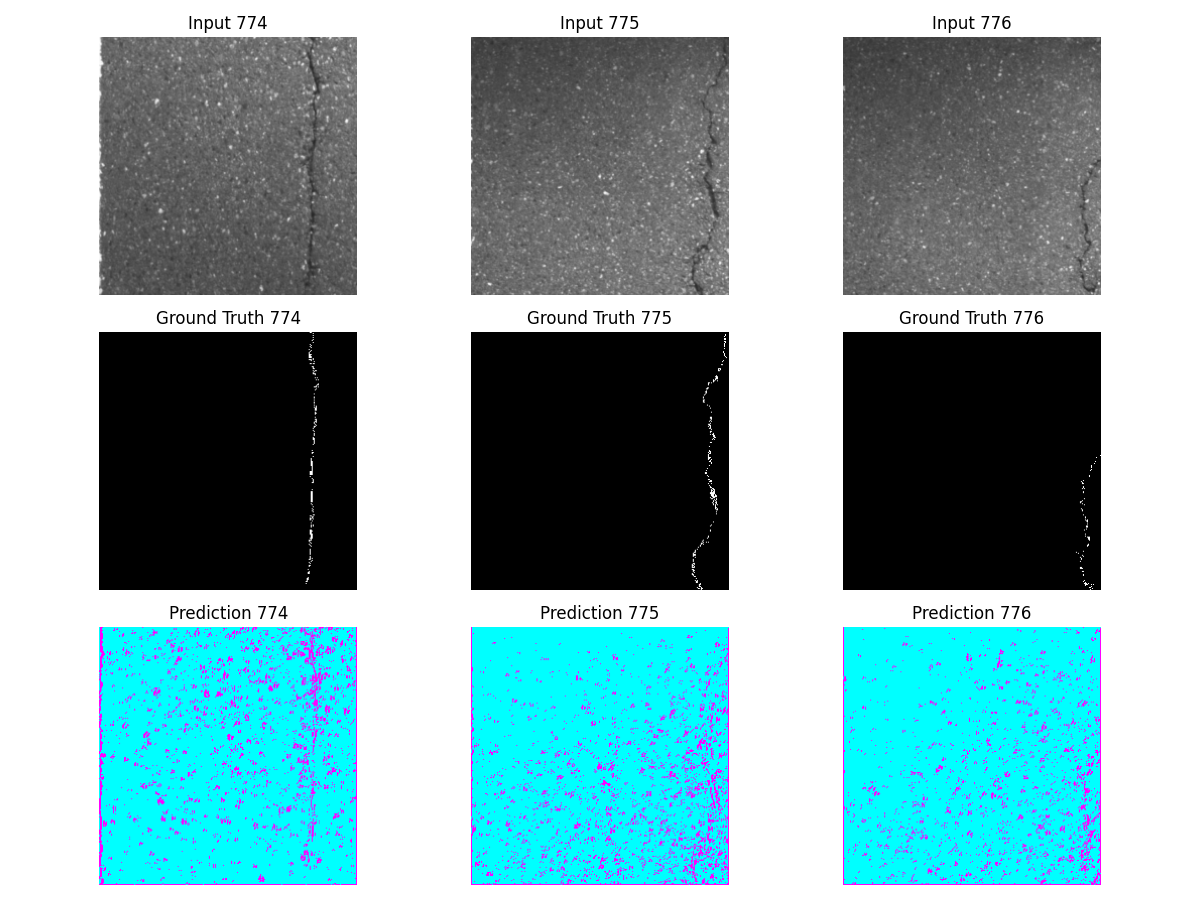 Input 774
Input 775
Input 776
Ground Truth 774
Ground Truth 775
Ground Truth 776
Prediction 774
Prediction 775
Prediction 776